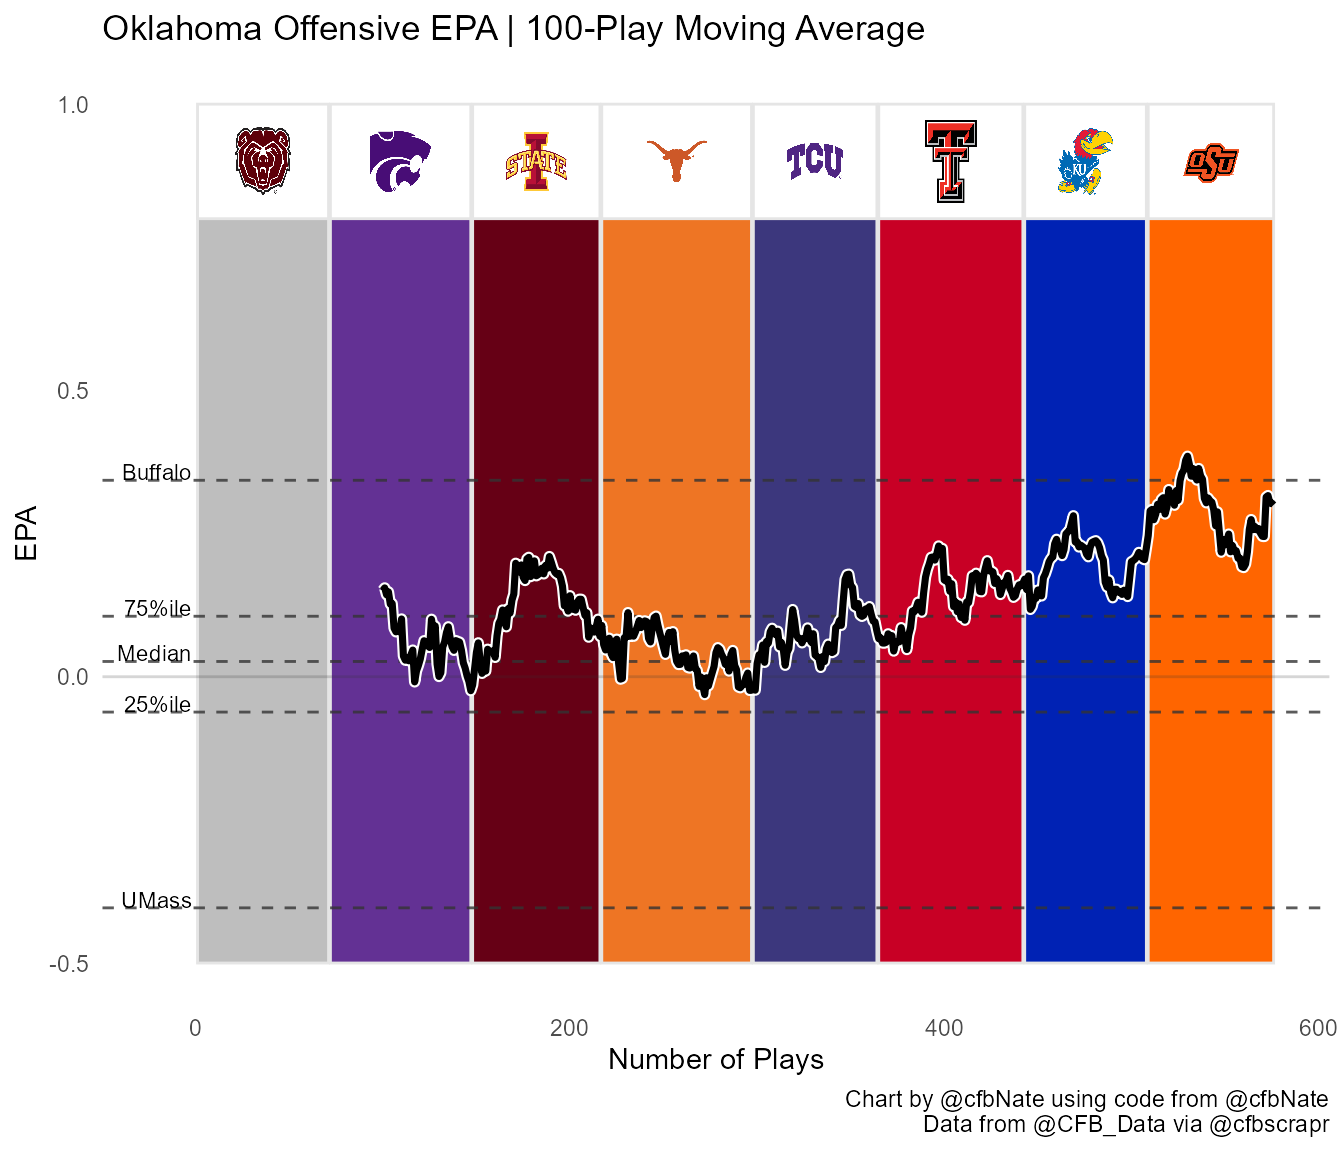 Oklahoma Offensive EPA | 100-Play Moving Average
1.0
STATE
TCU
T
KU
OSU
0.5
Buffalo
EPA
75%ile
Median
0.0
25%ile
UMass
-0.5
0 200 400 600
Number of Plays
Chart by @cfbNate using code from @cfbNate
Data from @CFB_Data via @cfbscrapr